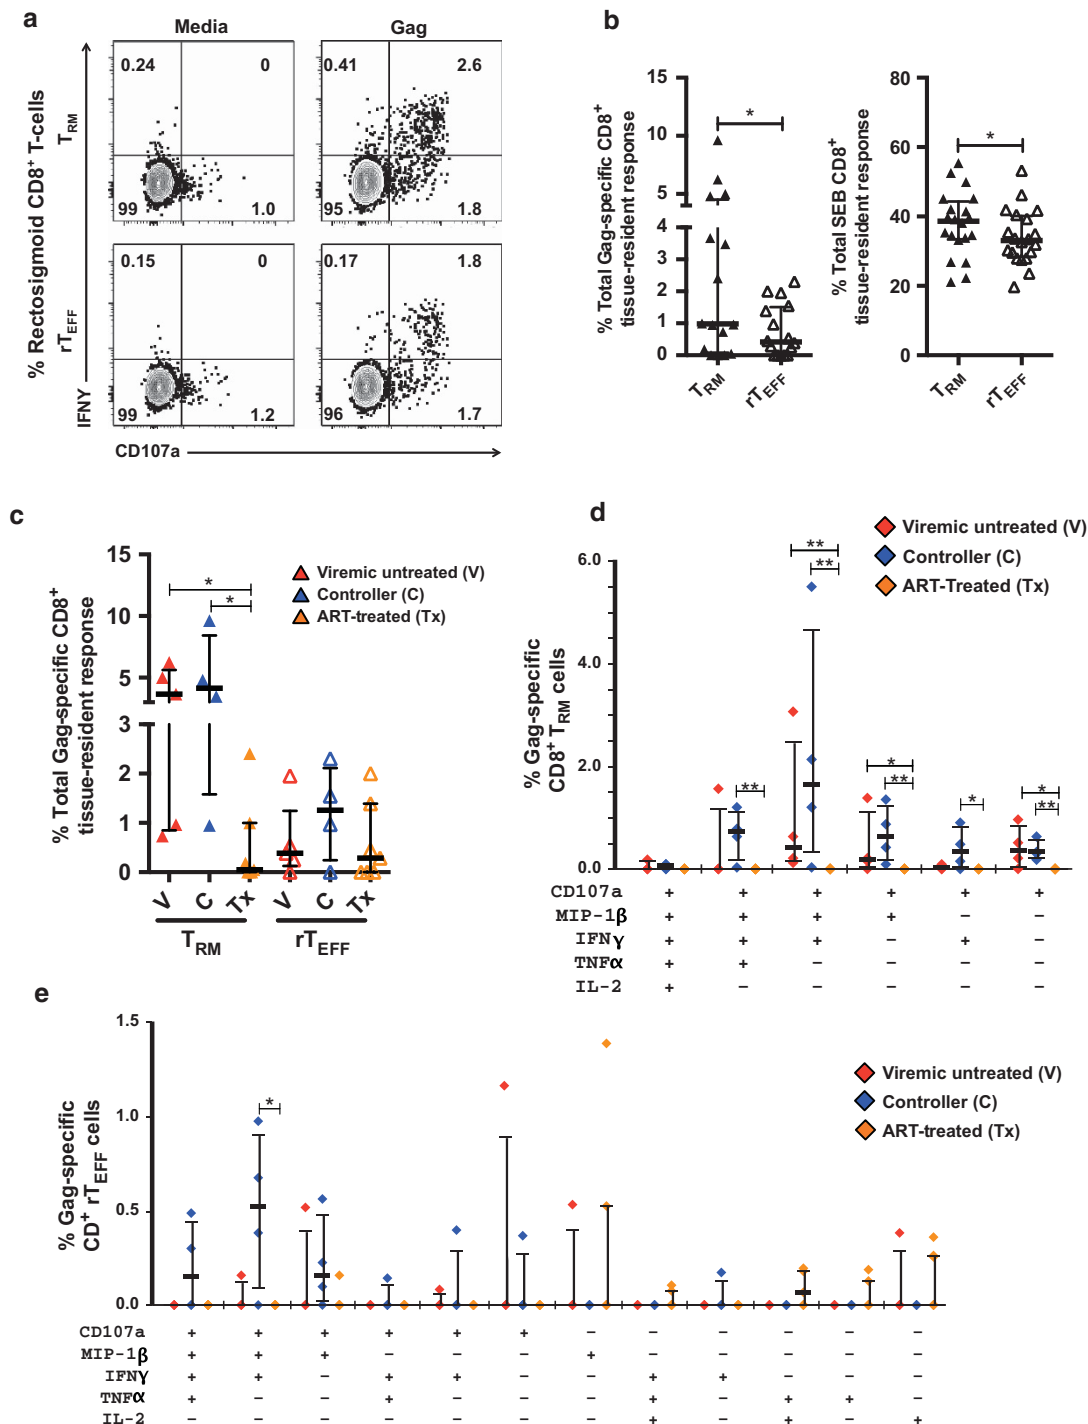 a
Media
Gag
% Rectosigmoid CD8+ T-cells
TRM
rTEFF
IFNY
0.24
0
99
1.0
0.41
2.6
95
1.8
0.15
0
99
1.2
0.17
1.8
96
1.7
CD107a
b
% Total Gag-specific CD8+
tissue-resident response
15
10
5
4
3
2
1
0
*
TRM
rTEFF
% Total SEB CD8+
tissue-resident response
80
60
40
20
0
*
TRM
rTEFF
c
% Total Gag-specific CD8+
tissue-resident response
15
10
5
3
2
1
0
*
*
Viremic untreated (V)
Controller (C)
ART-treated (Tx)
V
C
Tx
V
C
Tx
TRM
rTEFF
d
Viremic untreated (V)
Controller (C)
ART-Treated (Tx)
% Gag-specific
CD8+ TRM cells
6.0
4.0
2.0
0.0
**
**
**
*
**
*
*
**
CD107a + + + + + +
MIP-1β + + + + − −
IFNγ + + + − + −
TNFα + + − − − −
IL-2 + − − − − −
e
% Gag-specific
CD+ rTEFF cells
1.5
1.0
0.5
0.0
*
Viremic untreated (V)
Controller (C)
ART-treated (Tx)
CD107a + + + + + + − − − − − −
MIP-1β + + + − − − + − − − − −
IFNγ + + − + + − − + + − − −
TNFα + − − + − − − + − + + −
IL-2 − − − − − − − + − + − +